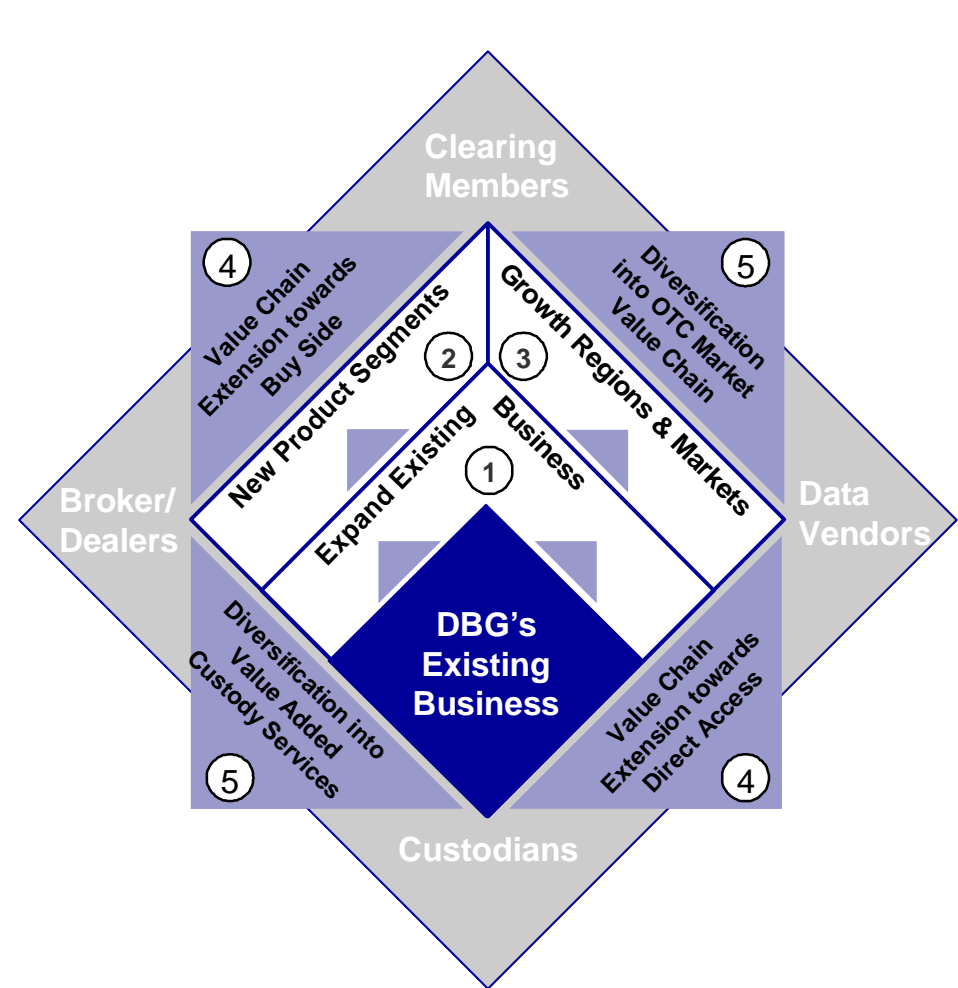 Clearing
Members
4
Value Chain
Extension towards
Buy Side
5
Diversification
into OTC Market
Value Chain
New Product Segments
2
3
Growth Regions & Markets
Expand Existing
Business
1
Broker/
Dealers
Data
Vendors
DBG’s
Existing
Business
Diversification into
Value Added
Custody Services
5
Value Chain
Extension towards
Direct Access
4
Custodians